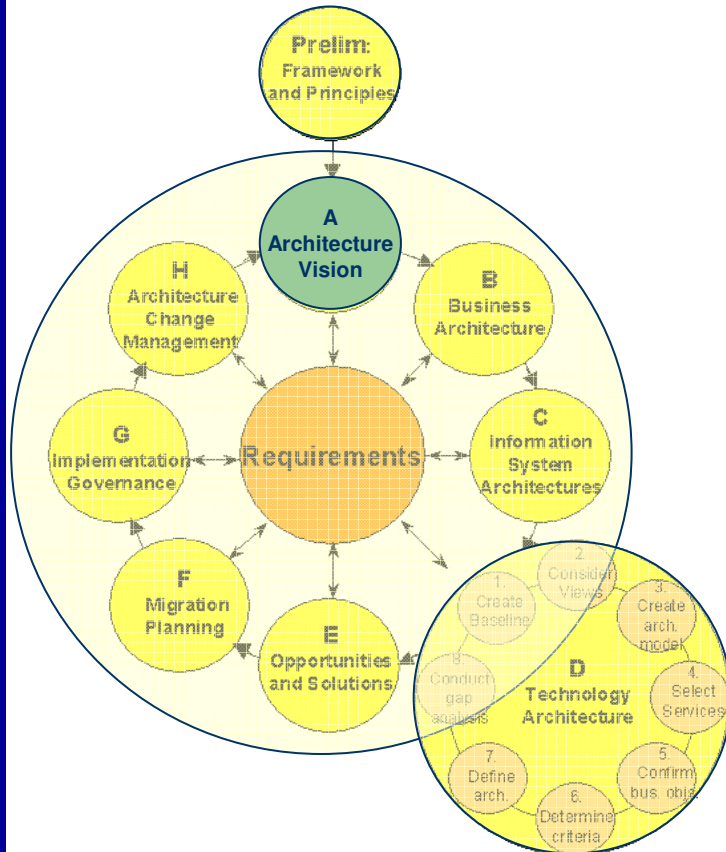 Prelim:
Framework
and Principles
A
Architecture
Vision
B
Business
Architecture
C
Information
System
Architectures
D
Technology
Architecture
1.
Create
Baseline
2.
Consider
Views
3.
Create
arch.
model
4.
Select
Services
5.
Confirm
bus. objs.
6.
Determine
criteria
7.
Define
arch.
8.
Conduct
gap
analysis
E
Opportunities
and Solutions
F
Migration
Planning
G
Implementation
Governance
H
Architecture
Change
Management
Requirements